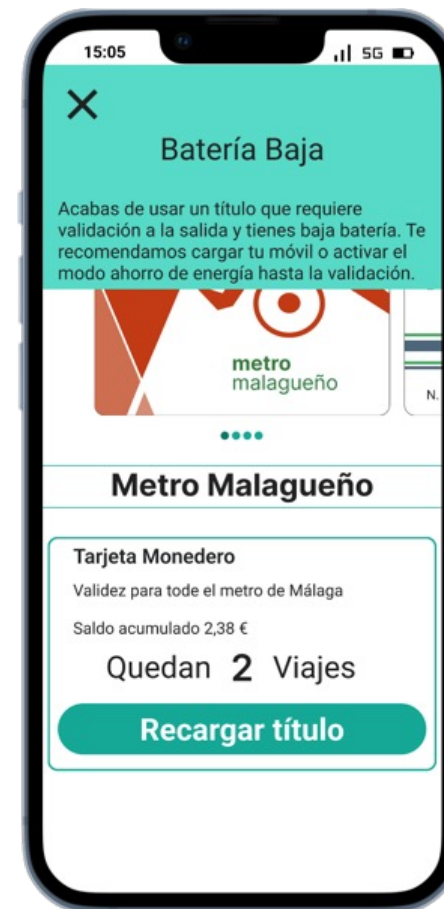 15:05
5G
Batería Baja
Acabas de usar un título que requiere
validación a la salida y tienes baja batería. Te
recomendamos cargar tu móvil o activar el
modo ahorro de energía hasta la validación.
metro
malagueño
N.
Metro Malagueño
Tarjeta Monedero
Validez para tode el metro de Málaga
Saldo acumulado 2,38 €
Quedan 2 Viajes
Recargar título